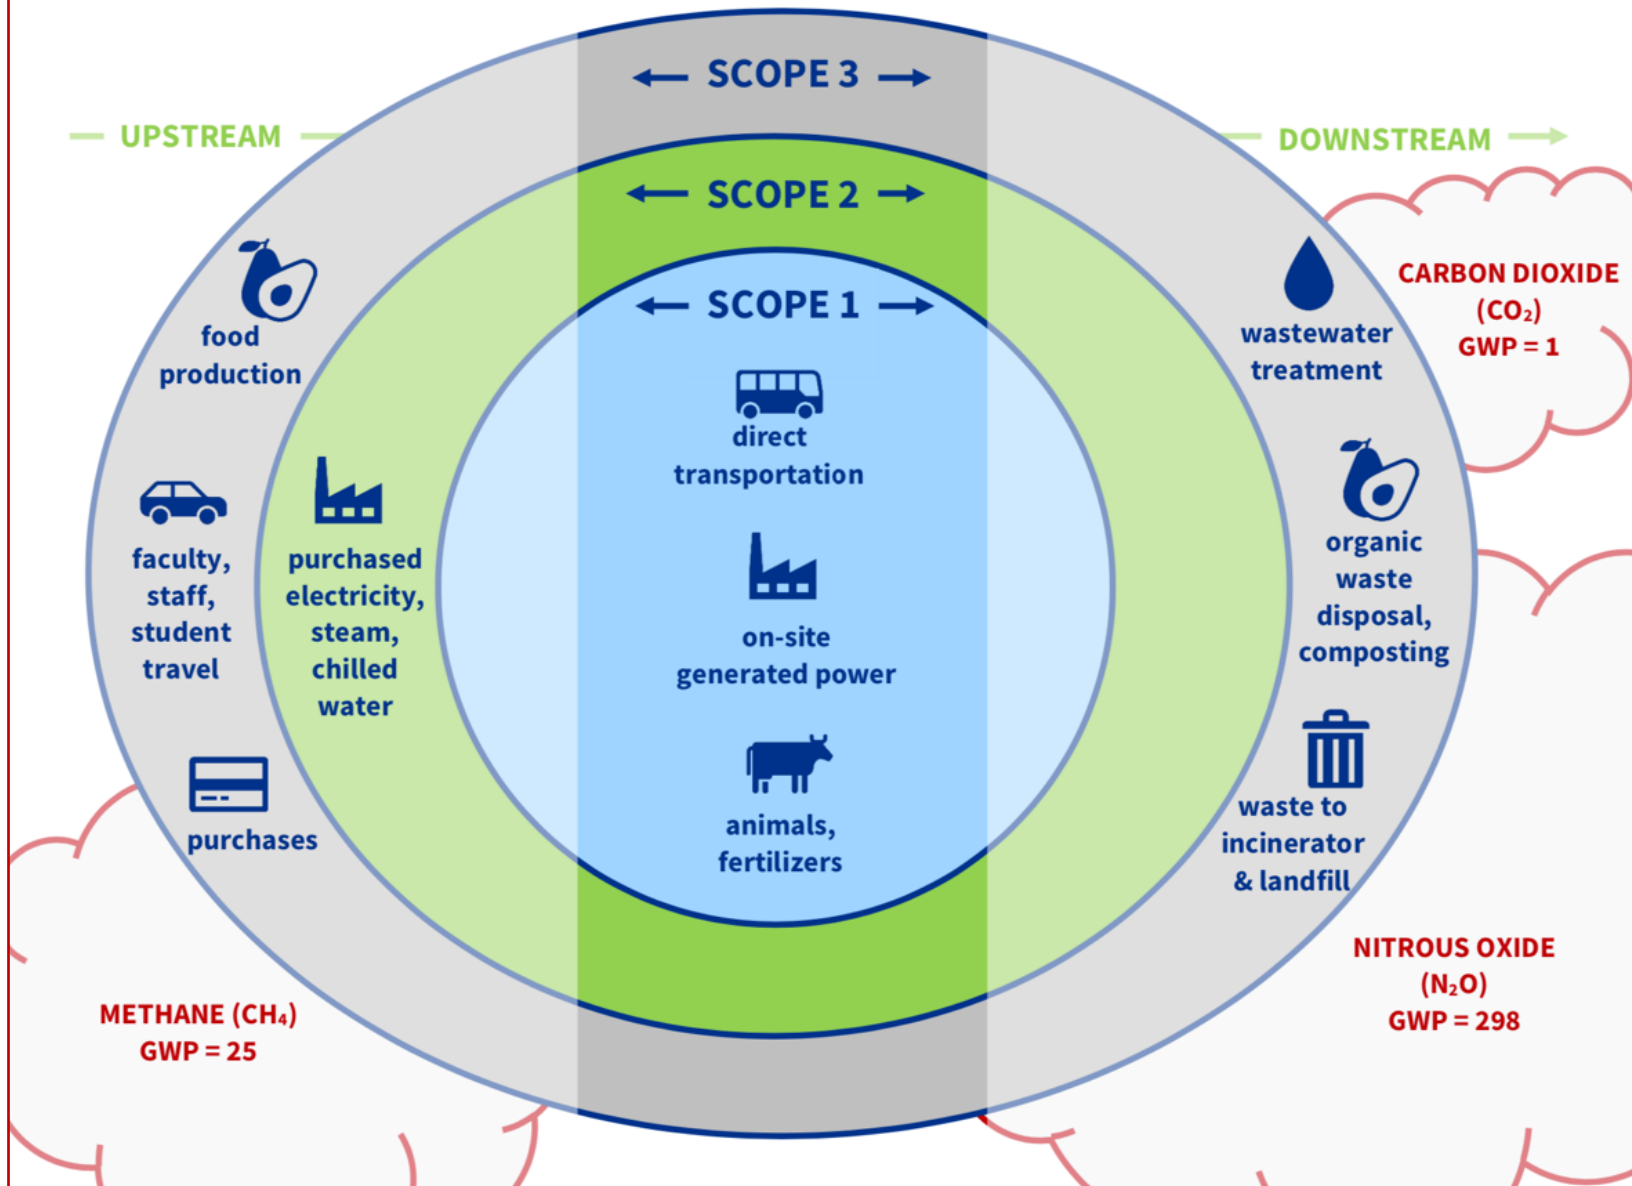 SCOPE 3
UPSTREAM
DOWNSTREAM
SCOPE 2
SCOPE 1
food
production
wastewater
treatment
CARBON DIOXIDE
(CO₂)
GWP = 1
direct
transportation
faculty,
staff,
student
travel
purchased
electricity,
steam,
chilled
water
on-site
generated power
organic
waste
disposal,
composting
purchases
animals,
fertilizers
waste to
incinerator
& landfill
METHANE (CH₄)
GWP = 25
NITROUS OXIDE
(N₂O)
GWP = 298